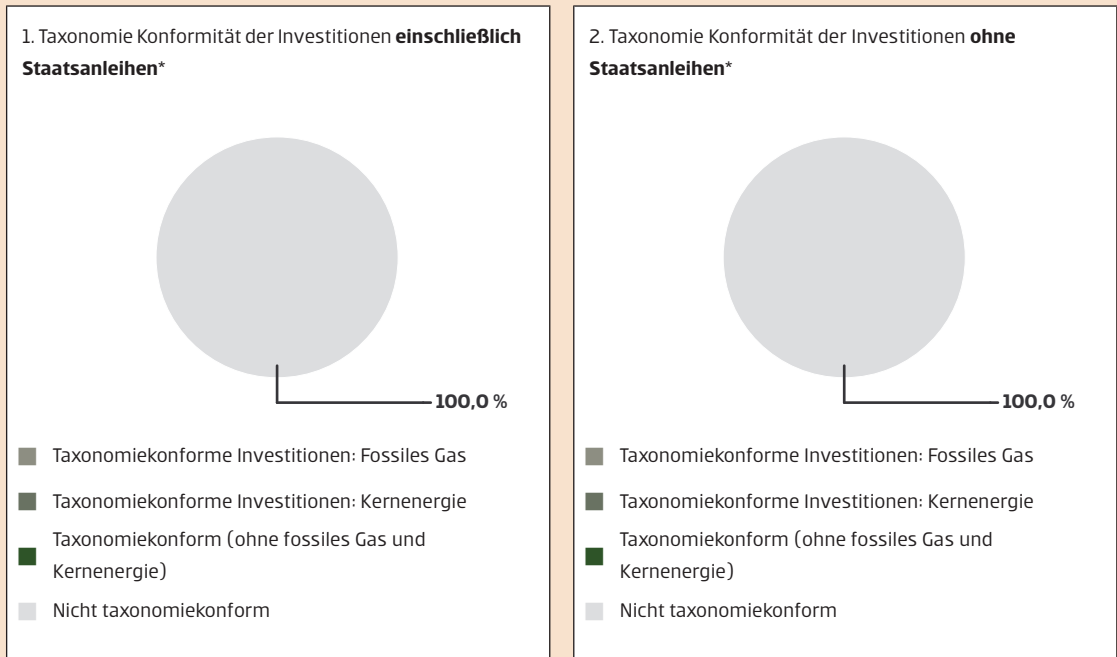 1. Taxonomie Konformität der Investitionen einschließlich
Staatsanleihen*
100,0 %
Taxonomiekonforme Investitionen: Fossiles Gas
Taxonomiekonforme Investitionen: Kernenergie
Taxonomiekonform (ohne fossiles Gas und
Kernenergie)
Nicht taxonomiekonform
2. Taxonomie Konformität der Investitionen ohne
Staatsanleihen*
100,0 %
Taxonomiekonforme Investitionen: Fossiles Gas
Taxonomiekonforme Investitionen: Kernenergie
Taxonomiekonform (ohne fossiles Gas und
Kernenergie)
Nicht taxonomiekonform